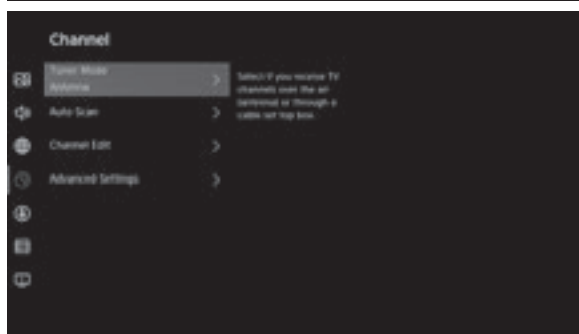 Channel
Tuner Mode
Antenna
Auto Scan
Channel Edit
Advanced Settings
Select if you receive TV
channels over the air
(antenna) or through a
cable set top box.